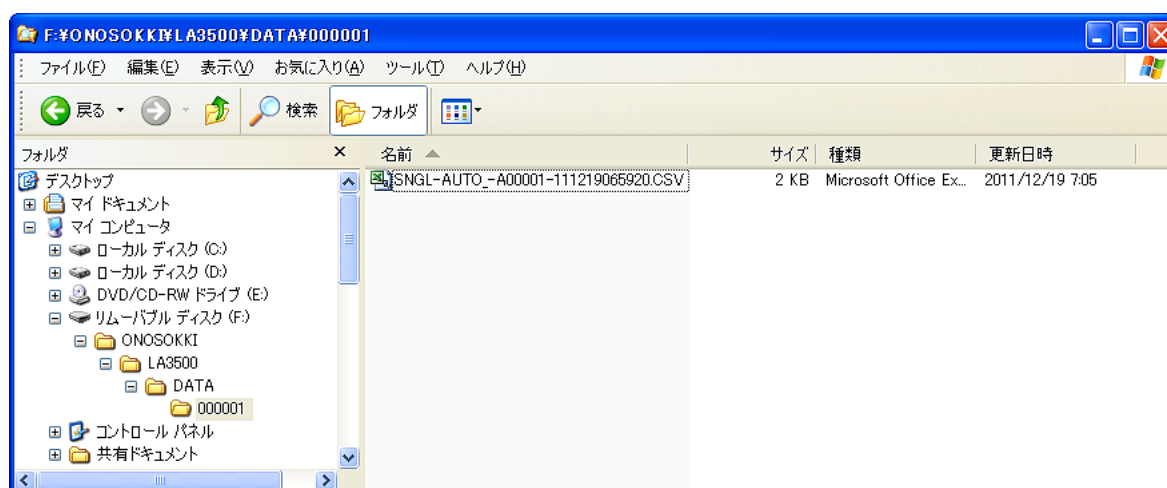 F:¥ONOSOKKI¥LA3500¥DATA¥000001
ファイル(F) 編集(E) 表示(V) お気に入り(A) ツール(T) ヘルプ(H)
戻る 検索 フォルダ
フォルダ × 名前 サイズ 種類 更新日時
デスクトップ
SNGL-AUTO_-A00001-111219065920.CSV 2 KB Microsoft Office Ex... 2011/12/19 7:05
マイ ドキュメント
マイ コンピュータ
ローカル ディスク (C:)
ローカル ディスク (D:)
DVD/CD-RW ドライブ (E:)
リムーバブル ディスク (F:)
ONOSOKKI
LA3500
DATA
000001
コントロール パネル
共有ドキュメント